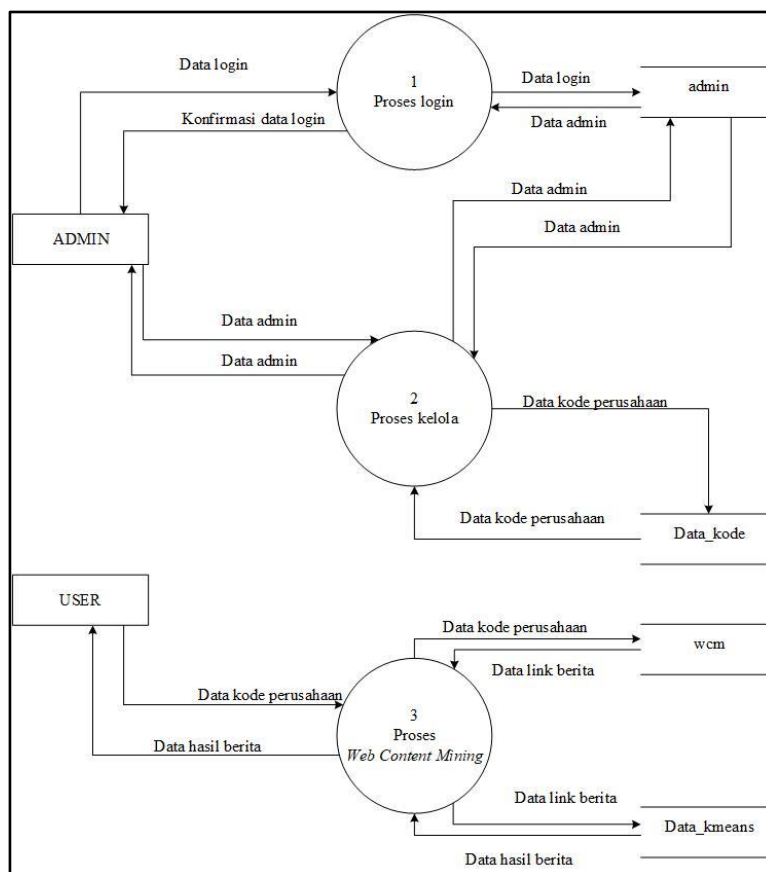 1
Proses login
Data login
Data login
admin
Konfirmasi data login
Data admin
Data admin
ADMIN
Data admin
Data admin
Data admin
2
Proses kelola
Data kode perusahaan
Data kode perusahaan
Data_kode
USER
Data kode perusahaan
wcm
Data link berita
Data kode perusahaan
3
Proses
Web Content Mining
Data hasil berita
Data link berita
Data_kmeans
Data hasil berita